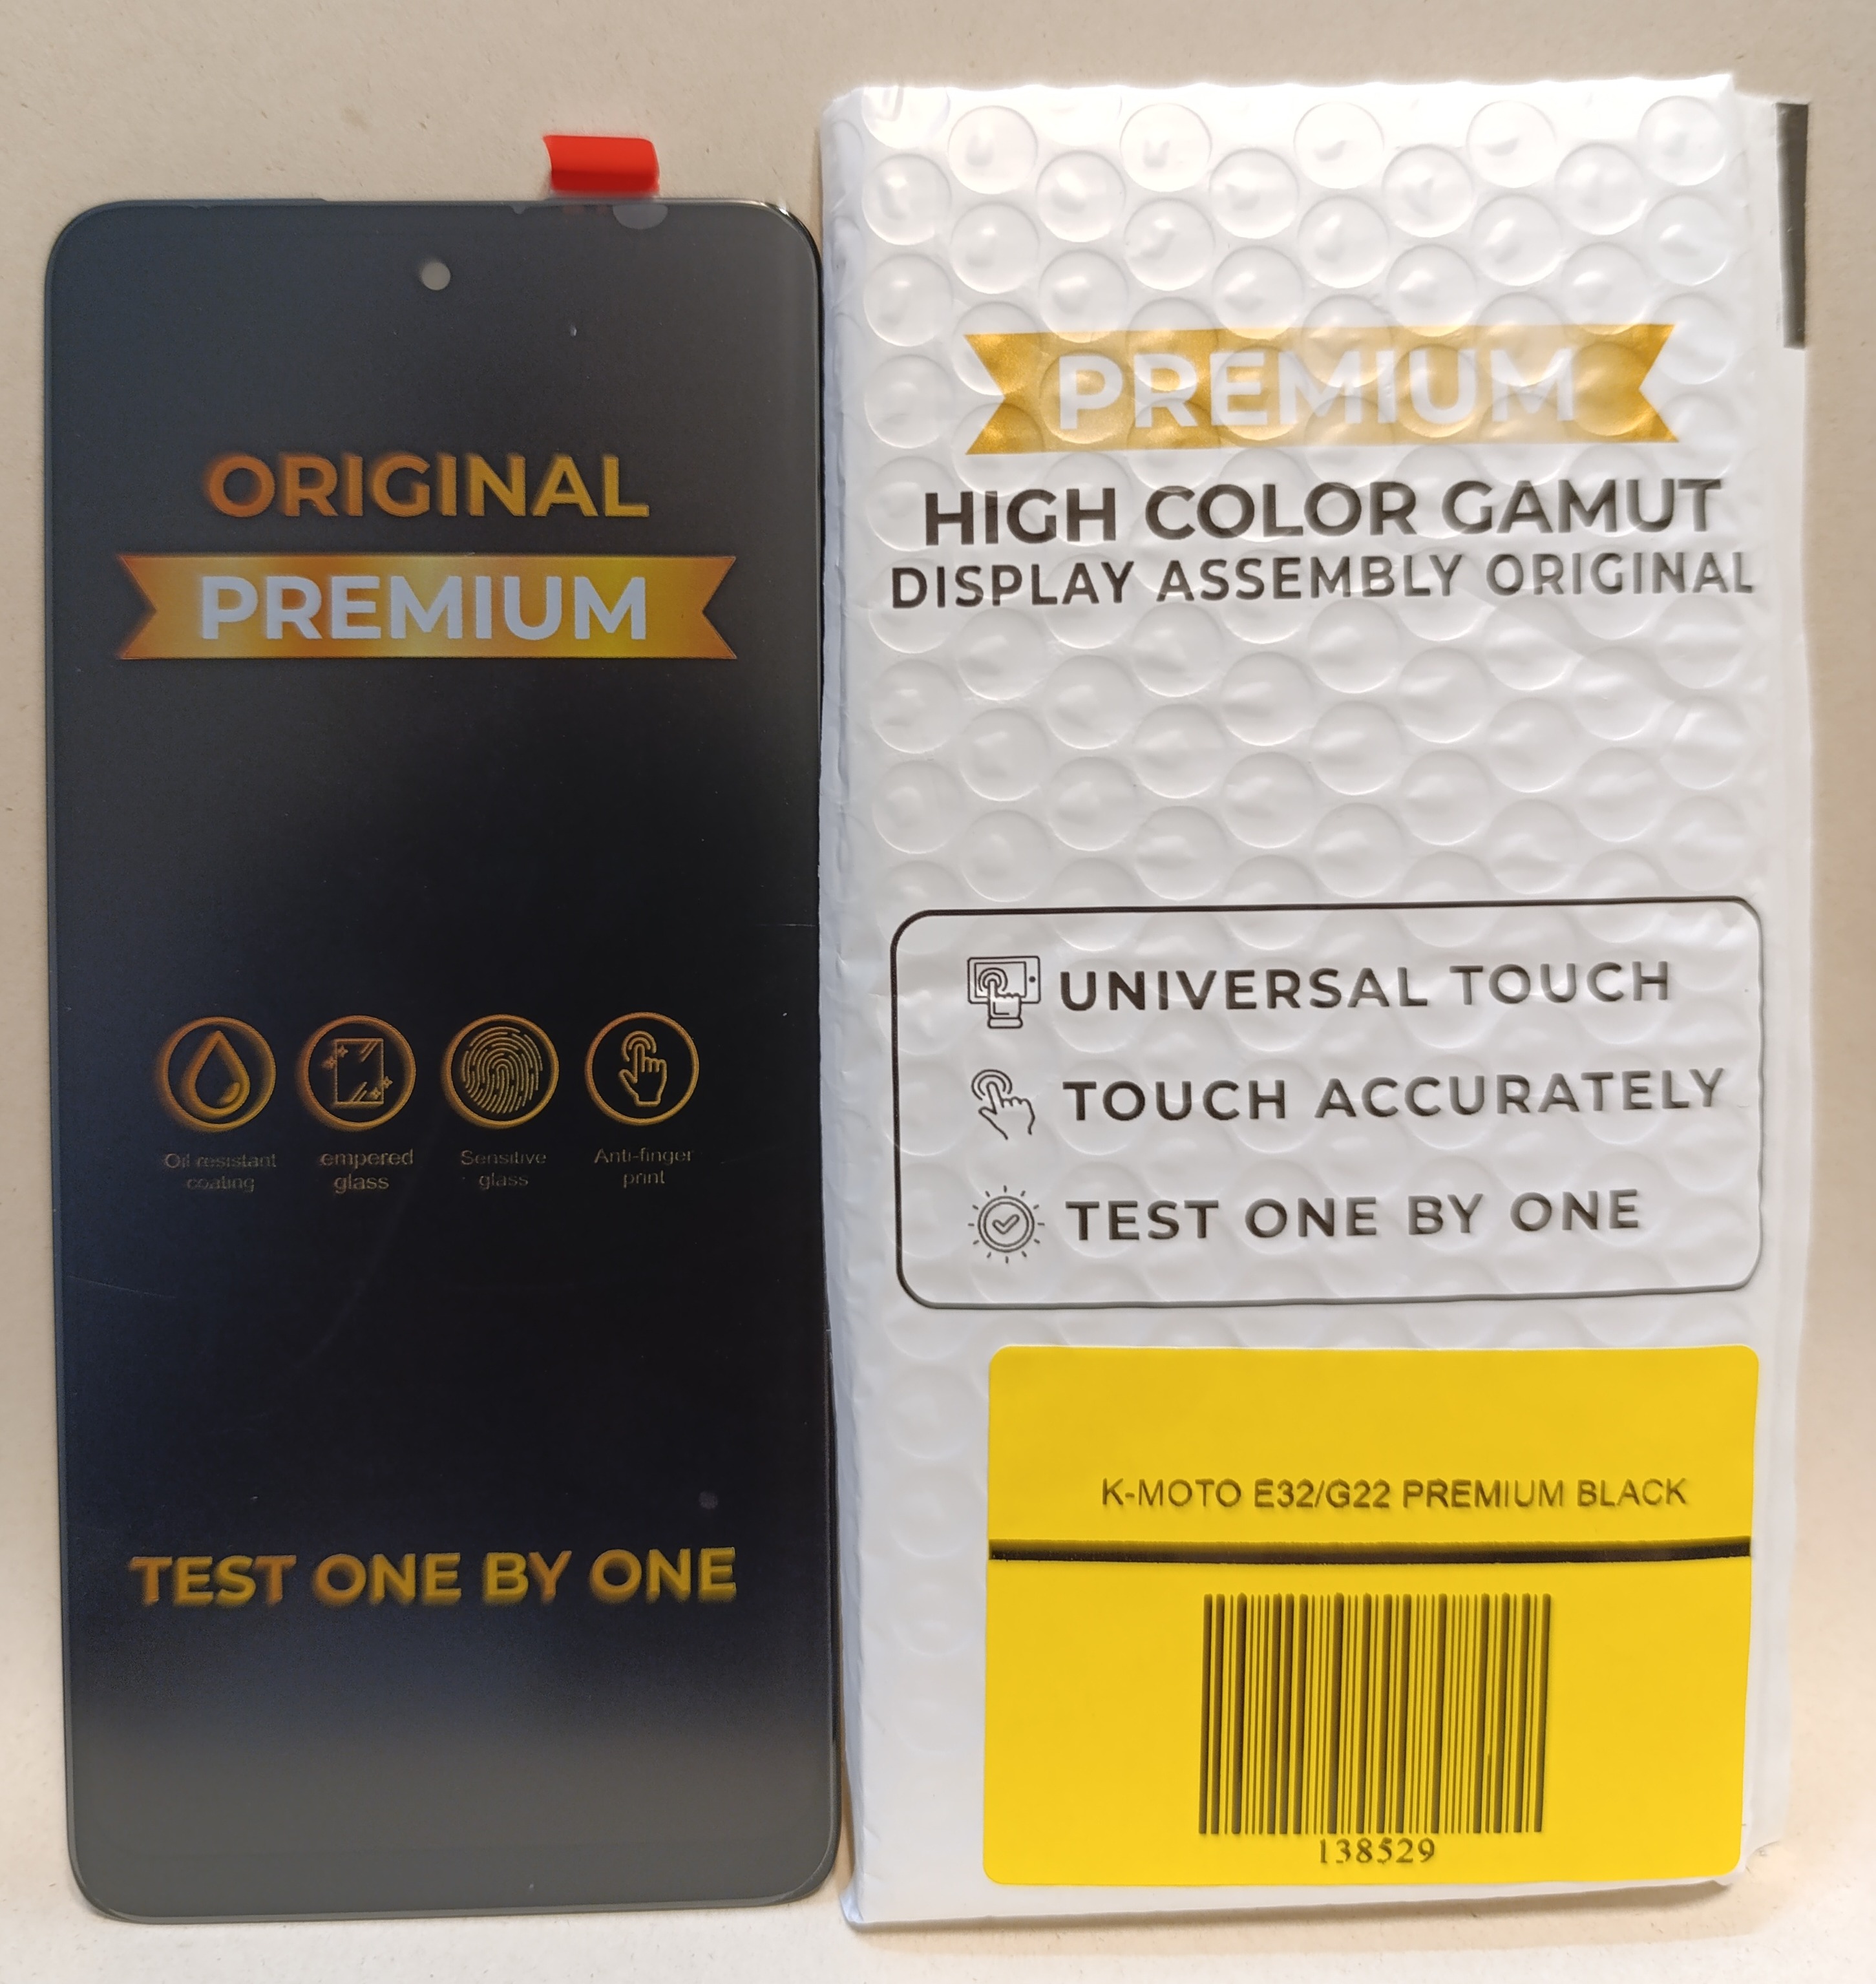 ORIGINAL
PREMIUM
Oil resistant
coating
empered
glass
Sensitive
glass
Anti-finger
print
TEST ONE BY ONE
PREMIUM
HIGH COLOR GAMUT
DISPLAY ASSEMBLY ORIGINAL
UNIVERSAL TOUCH
TOUCH ACCURATELY
TEST ONE BY ONE
K-MOTO E32/G22 PREMIUM BLACK
138529